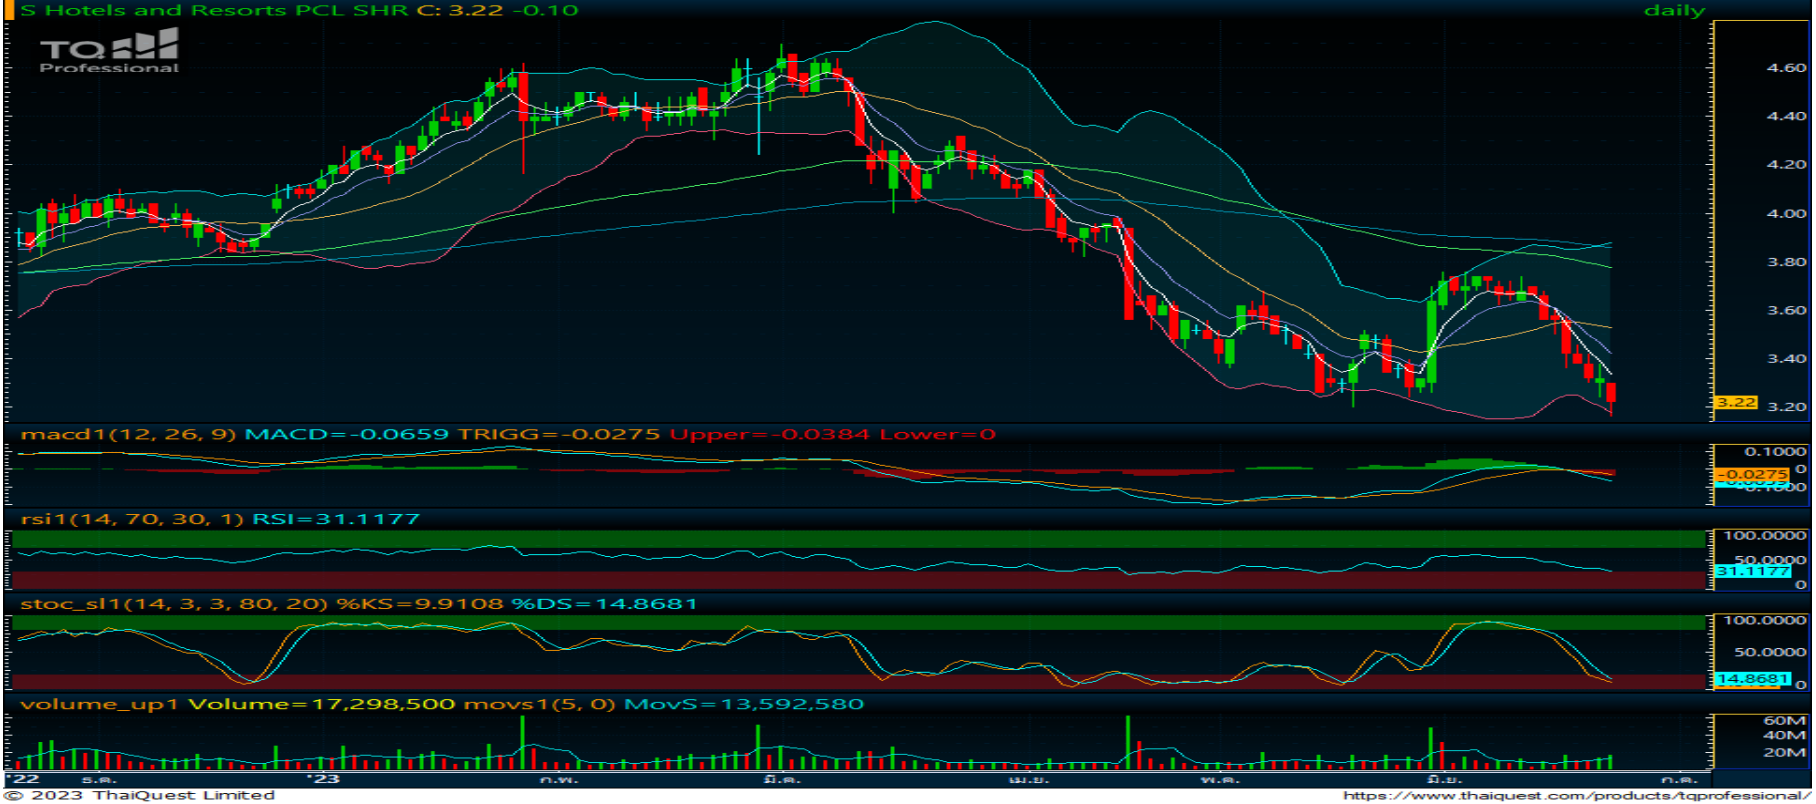 S Hotels and Resorts PCL SHR C: 3.22 -0.10 daily
TQ
Professional
4.60
4.40
4.20
4.00
3.80
3.60
3.40
3.22
3.20
macd1(12, 26, 9) MACD=-0.0659 TRIGG=-0.0275 Upper=-0.0384 Lower=0
0.1000
0
-0.0275
-0.1000
rsi1(14, 70, 30, 1) RSI=31.1177
100.0000
50.0000
31.1177
0
stoc_sl1(14, 3, 3, 80, 20) %KS=9.9108 %DS=14.8681
100.0000
50.0000
14.8681
0
volume_up1 Volume=17,298,500 movs1(5, 0) MovS=13,592,580
60M
40M
20M
'22 ธ.ค. '23 ก.พ. มี.ค. เม.ย. พ.ค. มิ.ย. ก.ค.
© 2023 ThaiQuest Limited https://www.thaiquest.com/products/tqprofessional/